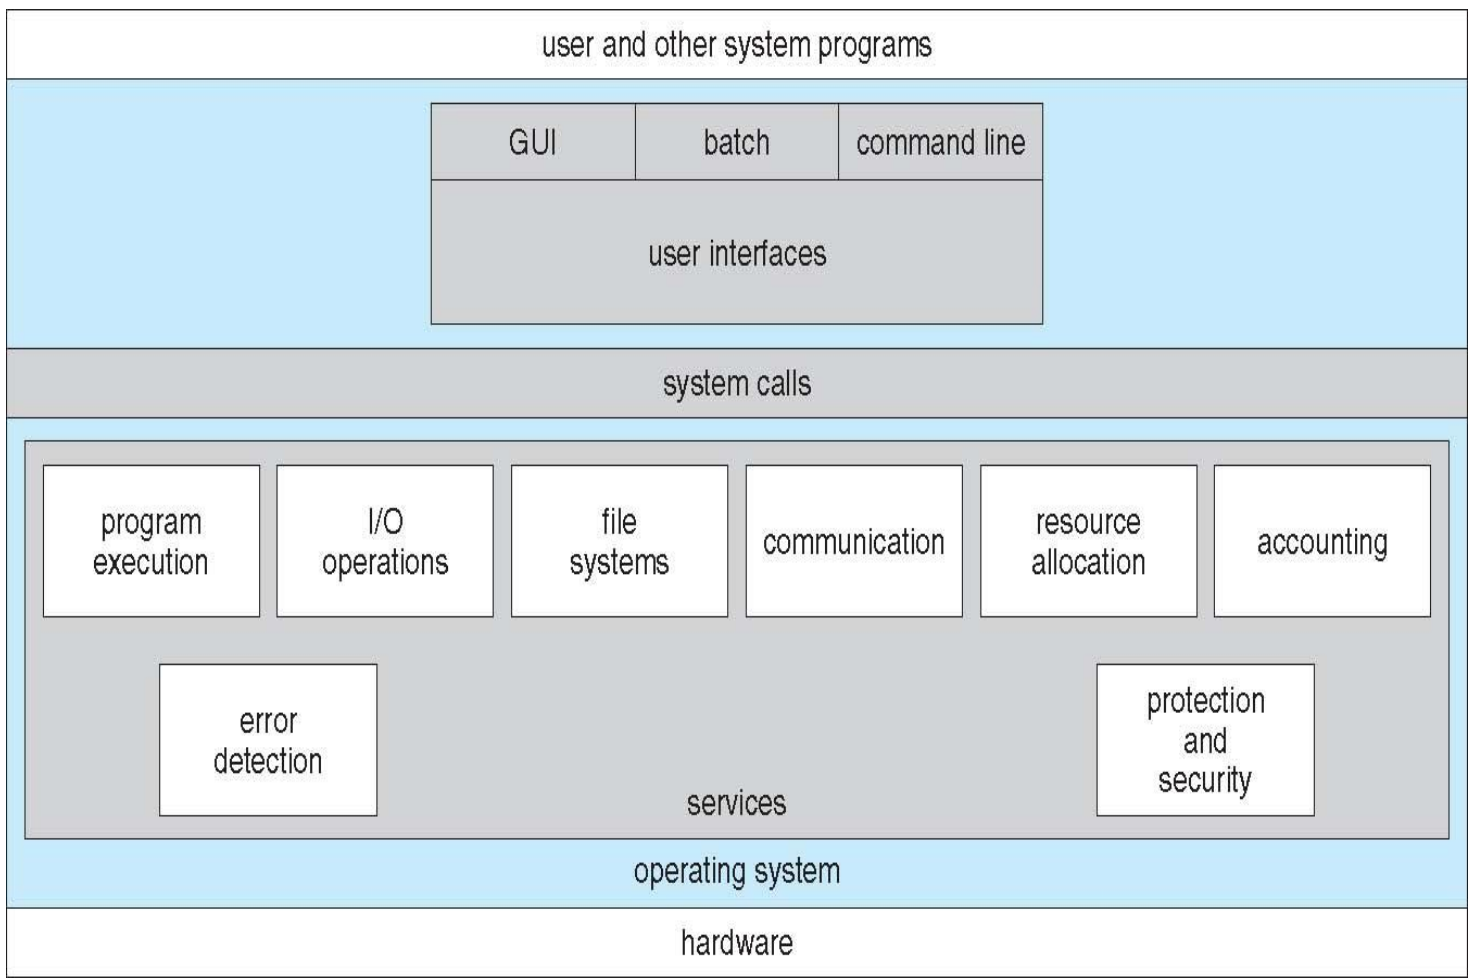 user and other system programs
GUI
batch
command line
user interfaces
system calls
program
execution
I/O
operations
file
systems
communication
resource
allocation
accounting
error
detection
protection
and
security
services
operating system
hardware